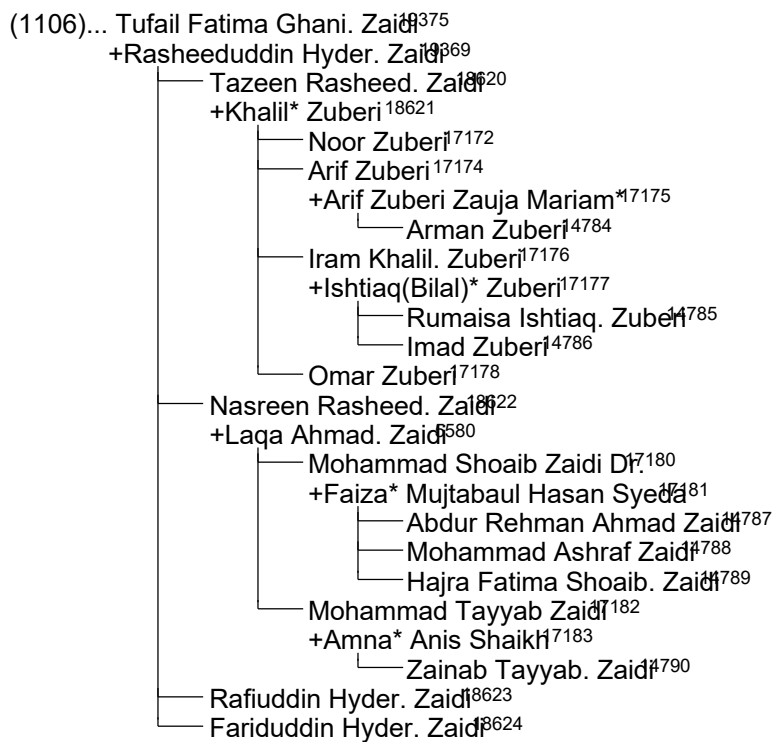 (1106)... Tufail Fatima Ghani. Zaidi19375
+Rasheeduddin Hyder. Zaidi19369
Tazeen Rasheed. Zaidi18620
+Khalil* Zuberi18621
Noor Zuberi17172
Arif Zuberi17174
+Arif Zuberi Zauja Mariam*17175
Arman Zuberi14784
Iram Khalil. Zuberi17176
+Ishtiaq(Bilal)* Zuberi17177
Rumaisa Ishtiaq. Zuberi14785
Imad Zuberi14786
Omar Zuberi17178
Nasreen Rasheed. Zaidi18622
+Laqa Ahmad. Zaidi6580
Mohammad Shoaib Zaidi Dr.17180
+Faiza* Mujtabaul Hasan Syeda17181
Abdur Rehman Ahmad Zaidi14787
Mohammad Ashraf Zaidi14788
Hajra Fatima Shoaib. Zaidi14789
Mohammad Tayyab Zaidi17182
+Amna* Anis Shaikh17183
Zainab Tayyab. Zaidi14790
Rafiuddin Hyder. Zaidi18623
Fariduddin Hyder. Zaidi18624